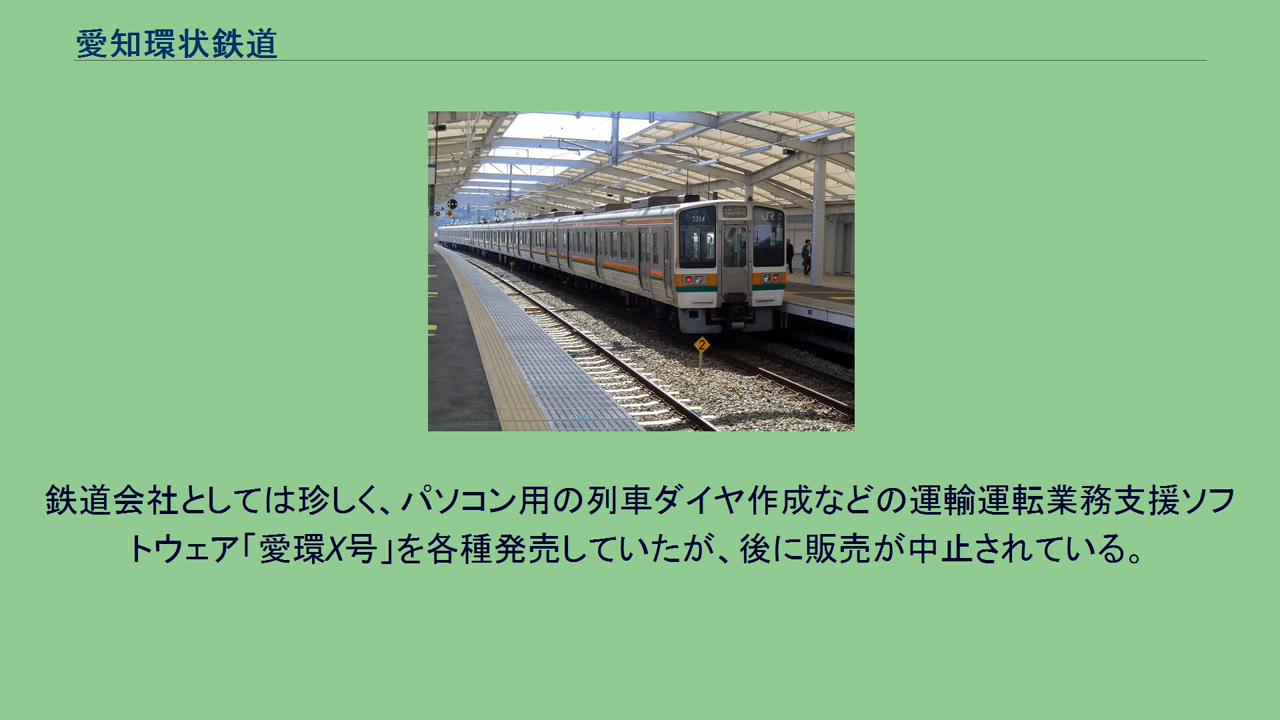 愛知環状鉄道
5314
JR
2
鉄道会社としては珍しく、パソコン用の列車ダイヤ作成などの運輸運転業務支援ソフ
トウェア「愛環X号」を各種発売していたが、後に販売が中止されている。